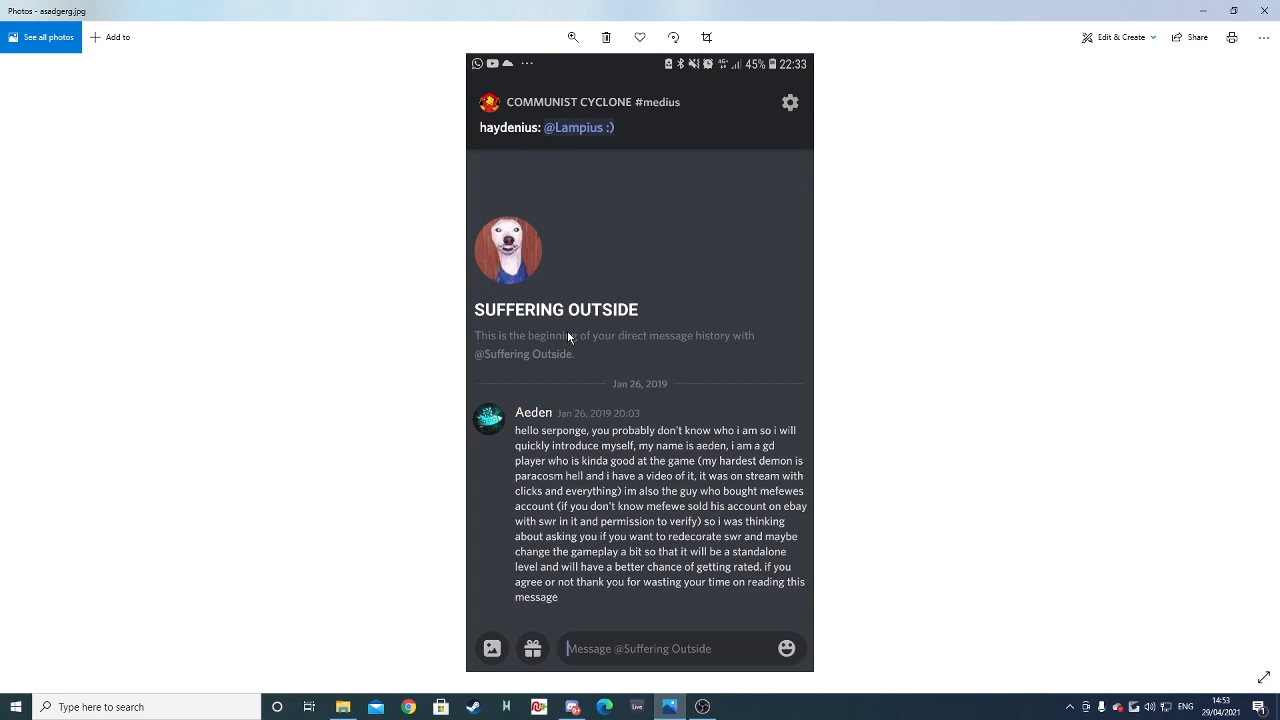 Photos - asdgerg.jpg
See all photos
Add to
Edit & Create
Share
45% 22:33
COMMUNIST CYCLONE #medius
haydenius: @Lampius :)
SUFFERING OUTSIDE
This is the beginning of your direct message history with
@Suffering Outside.
Jan 26, 2019
Aeden Jan 26, 2019 20:03
hello serponge, you probably don't know who i am so i will
quickly introduce myself, my name is aeden, i am a gd
player who is kinda good at the game (my hardest demon is
paracosm hell and i have a video of it, it was on stream with
clicks and everything) im also the guy who bought mefewes
account (if you don't know mefewe sold his account on ebay
with swr in it and permission to verify) so i was thinking
about asking you if you want to redecorate swr and maybe
change the gameplay a bit so that it will be a standalone
level and will have a better chance of getting rated. if you
agree or not thank you for wasting your time on reading this
message
Message @Suffering Outside
Type here to search
Live
ENG
14:53
29/04/2021